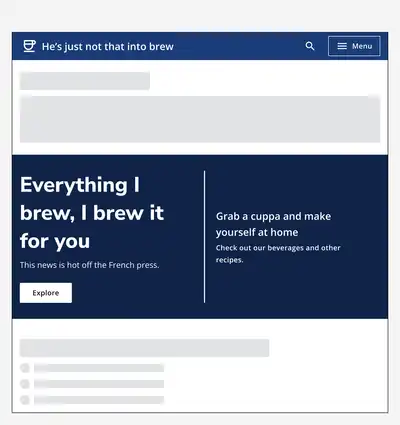 He's just not that into brew
Menu
Everything I
brew, I brew it
for you
This news is hot off the French press.
Explore
Grab a cuppa and make
yourself at home
Check out our beverages and other
recipes.